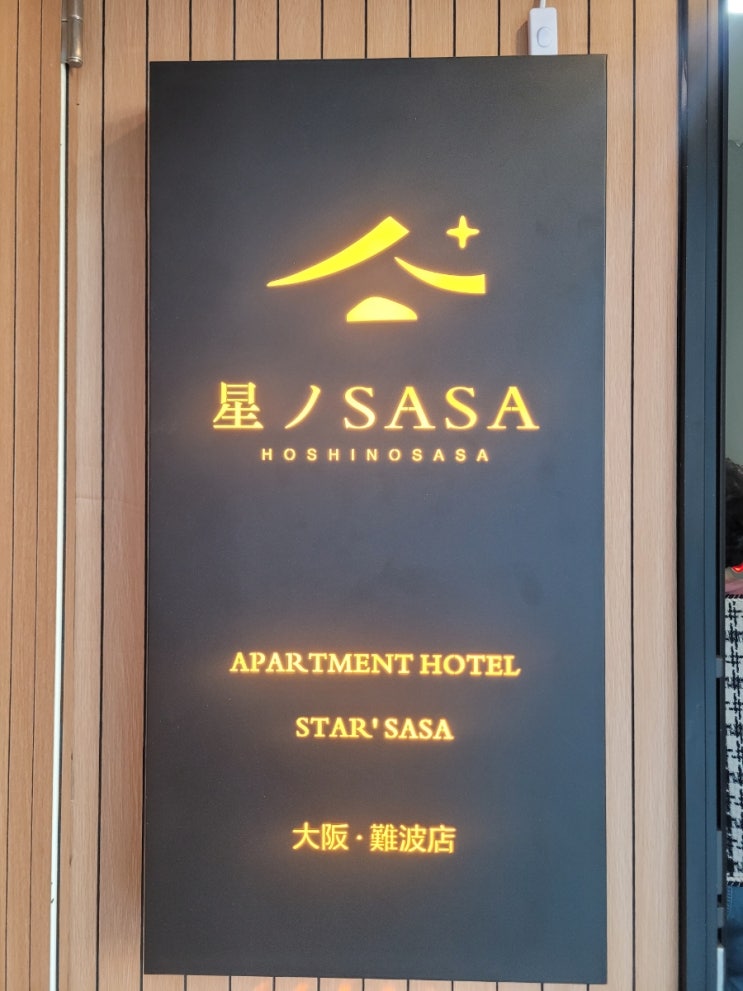 星ノSASA
HOSHINOSASA
APARTMENT HOTEL
STAR'SASA
大阪・難波店